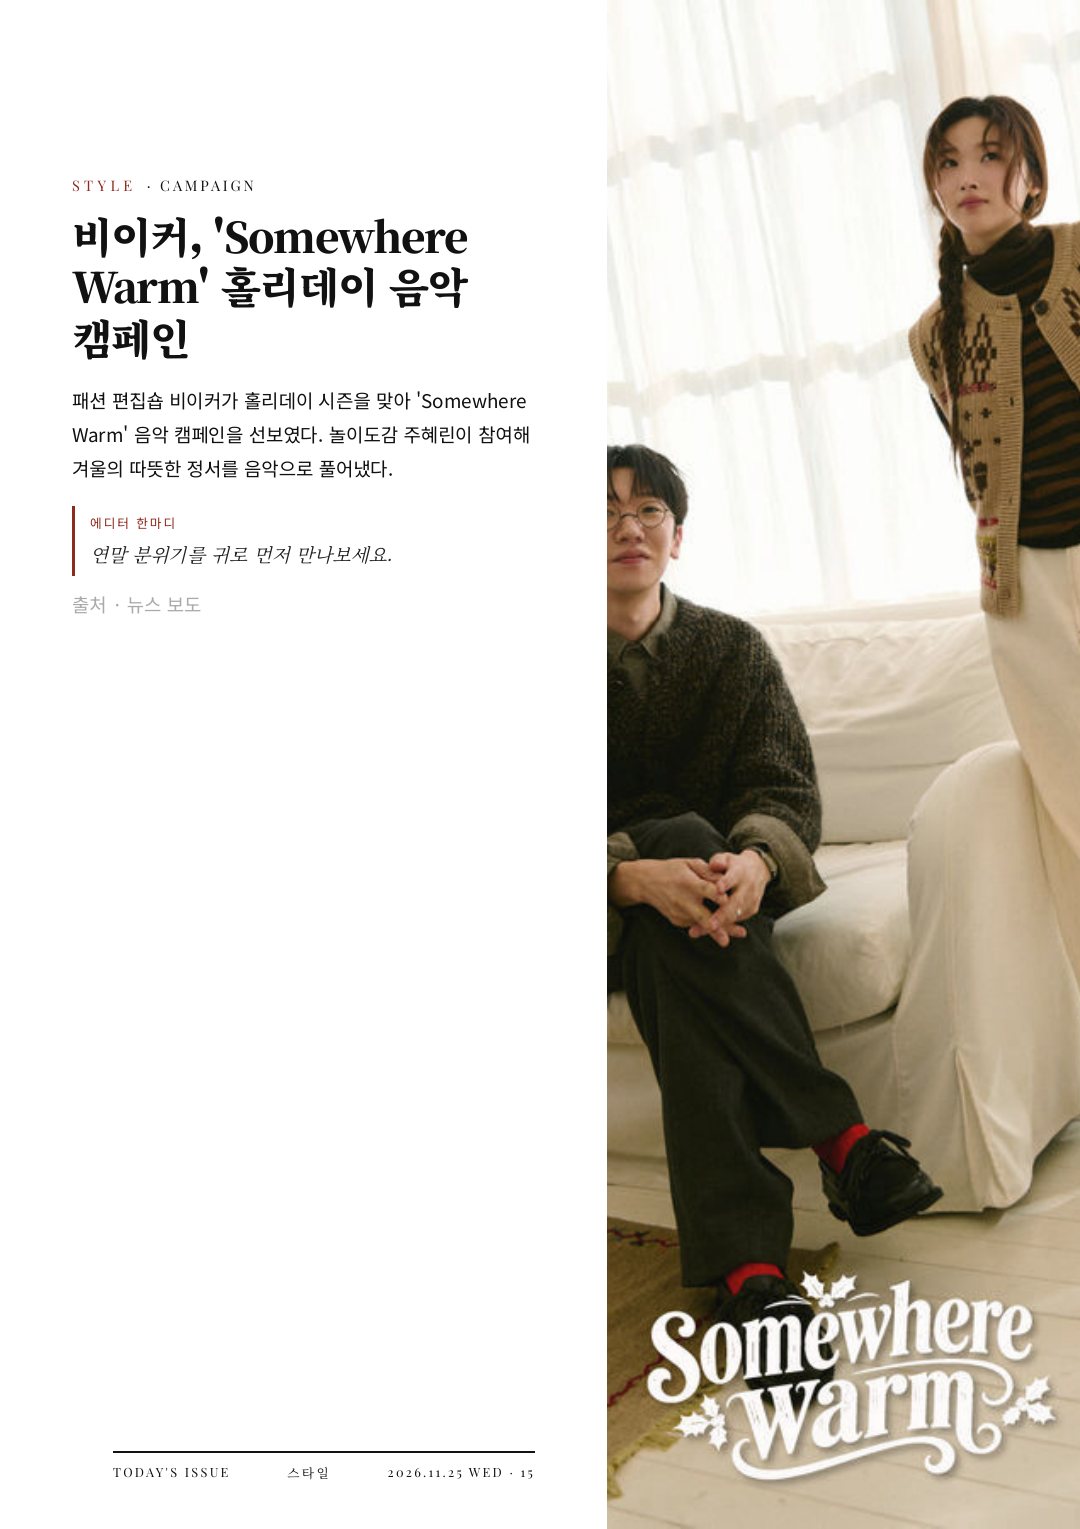 STYLE · CAMPAIGN
비이커, 'Somewhere
Warm' 홀리데이 음악
캠페인
패션 편집숍 비이커가 홀리데이 시즌을 맞아 'Somewhere
Warm' 음악 캠페인을 선보였다. 놀이도감 주혜린이 참여해
겨울의 따뜻한 정서를 음악으로 풀어냈다.
에디터 한마디
연말 분위기를 귀로 먼저 만나보세요.
출처 · 뉴스 보도
Somewhere
warm
TODAY'S ISSUE 스타일 2026.11.25 WED · 15